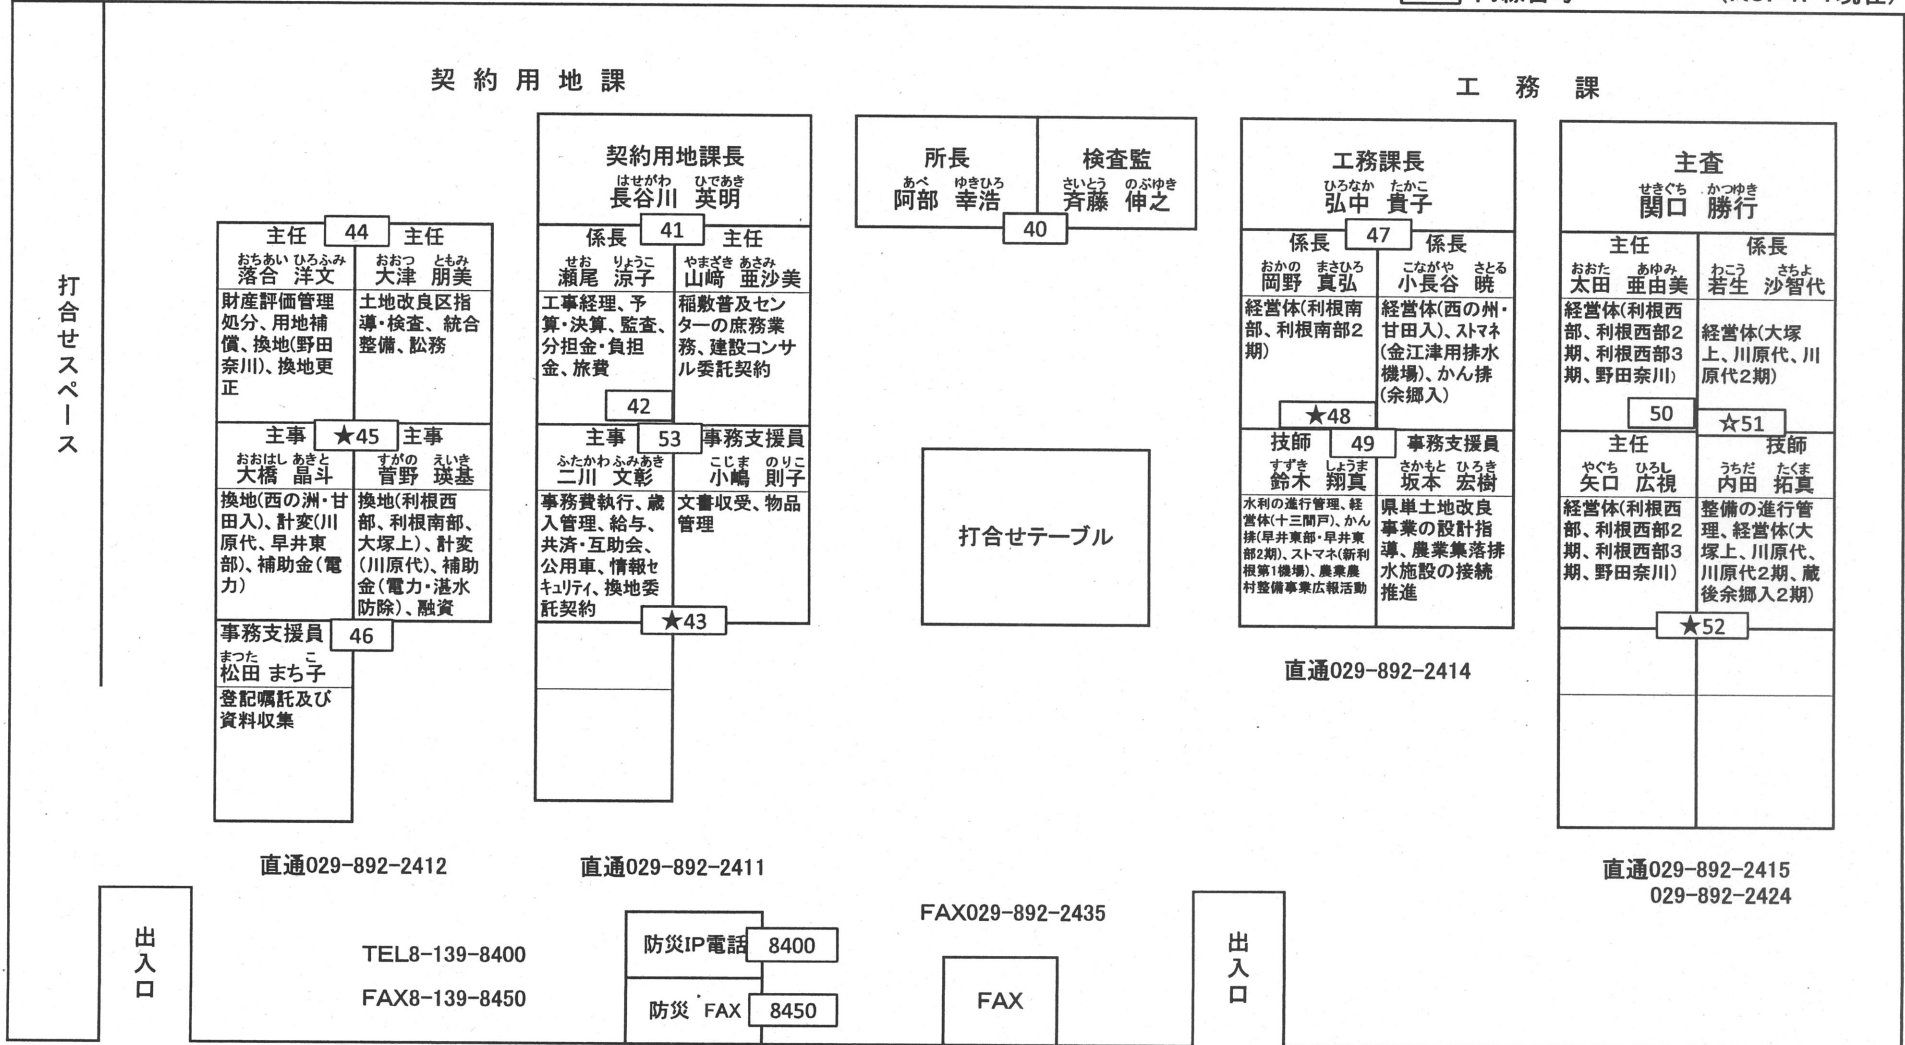 契約用地課
工務課
打合せスペース
主任 44 主任
おちあい ひろふみ
落合 洋文
おおつ ともみ
大津 朋美
財産評価管理
処分、用地補
償、換地(野田
奈川)、換地更
正
土地改良区指
導・検査、統合
整備、訟務
主事 ★45 主事
おおはし あきと
大橋 晶斗
すがの えいき
菅野 瑛基
換地(西の洲・甘
田入)、計変(川
原代、早井東
部)、補助金(電
力)
換地(利根西
部、利根南部、
大塚上)、計変
(川原代)、補助
金(電力・湛水
防除)、融資
事務支援員 46
まつた こ
松田 まち子
登記嘱託及び
資料収集
直通029-892-2412
契約用地課長
はせがわ ひであき
長谷川 英明
係長 41 主任
せお りょうこ
瀬尾 涼子
やまざき あさみ
山﨑 亜沙美
工事経理、予
算・決算、監査、
分担金・負担
金、旅費
42
稲敷普及セン
ターの庶務業
務、建設コンサ
ル委託契約
主事 53 事務支援員
ふたかわ ふみあき
二川 文彰
こじま のりこ
小嶋 則子
事務費執行、歳
入管理、給与、
共済・互助会、
公用車、情報セ
キュリティ、換地委
託契約
文書収受、物品
管理
★43
直通029-892-2411
所長
あべ ゆきひろ
阿部 幸浩
検査監
さいとう のぶゆき
斉藤 伸之
40
打合せテーブル
工務課長
ひろなか たかこ
弘中 貴子
係長 47 係長
おかの まさひろ
岡野 真弘
こながや さとる
小長谷 暁
経営体(利根南
部、利根南部2
期)
★48
経営体(西の州・
甘田入)、ストマネ
(金江津用排水
機場)、かん排
(余郷入)
技師 49 事務支援員
すずき しょうま
鈴木 翔真
さかもと ひろき
坂本 宏樹
水利の進行管理、経
営体(十三間戸)、かん
排(早井東部・早井東
部2期)、ストマネ(新利
根第1機場)、農業農
村整備事業広報活動
県単土地改良
事業の設計指
導、農業集落排
水施設の接続
推進
直通029-892-2414
主査
せきぐち かつゆき
関口 勝行
主任 係長
おおた あゆみ
太田 亜由美
わこう さちよ
若生 沙智代
経営体(利根西
部、利根西部2
期、利根西部3
期、野田奈川)
50
経営体(大塚
上、川原代、川
原代2期)
☆51
主任 技師
やぐち ひろし
矢口 広視
うちだ たくま
内田 拓真
経営体(利根西
部、利根西部2
期、利根西部3
期、野田奈川)
整備の進行管
理、経営体(大
塚上、川原代、
川原代2期、蔵
後余郷入2期)
★52
直通029-892-2415
029-892-2424
出入口
TEL8-139-8400
FAX8-139-8450
防災IP電話 8400
防災 FAX 8450
FAX029-892-2435
FAX
出入口